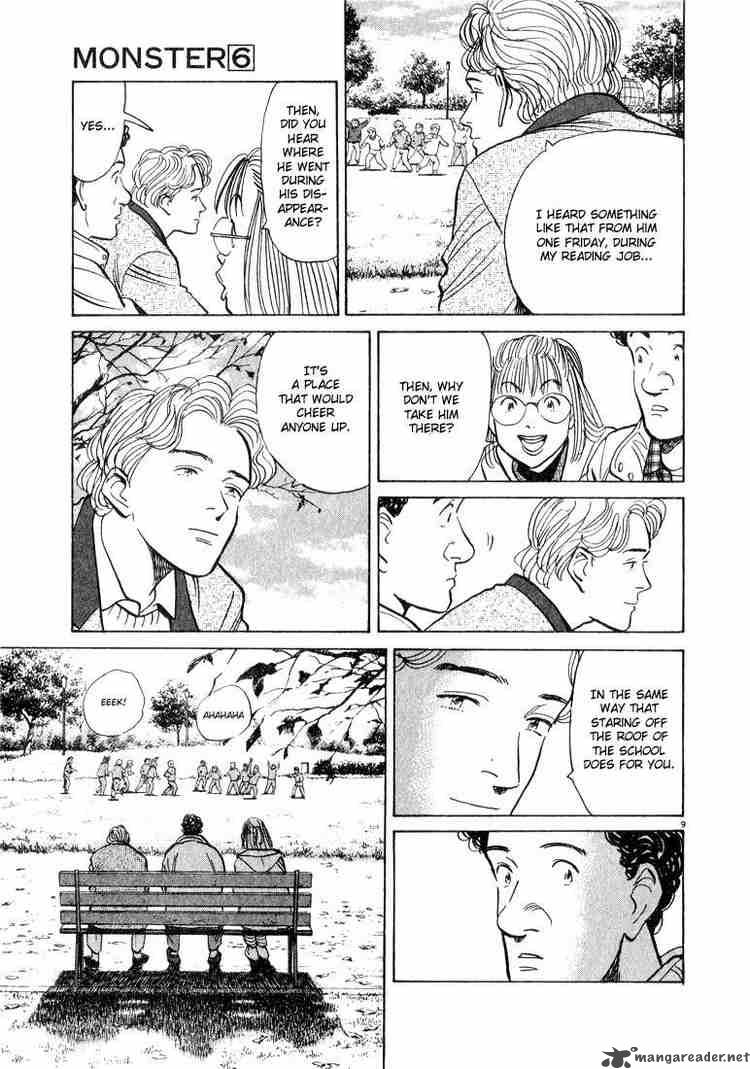 MONSTER 6
I HEARD SOMETHING
LIKE THAT FROM HIM
ONE FRIDAY, DURING
MY READING JOB...
THEN,
DID YOU
HEAR
WHERE
HE WENT
DURING
HIS DIS-
APPEAR-
ANCE?
YES...
THEN, WHY
DON'T WE
TAKE HIM
THERE?
IT'S
A PLACE
THAT WOULD
CHEER
ANYONE UP.
IN THE SAME
WAY THAT
STARING OFF
THE ROOF
OF THE
SCHOOL
DOES FOR YOU.
9
AHAHAHA
EEEK!
mangareader.net